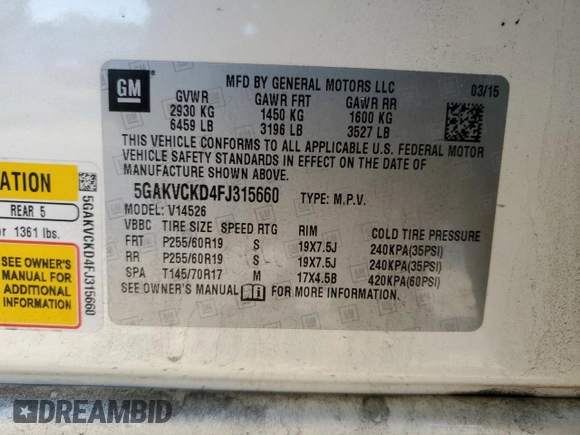 GM
MFD BY GENERAL MOTORS LLC
03/15
GVWR GAWR FRT GAWR RR
2930 KG 1450 KG 1600 KG
6459 LB 3196 LB 3527 LB
THIS VEHICLE CONFORMS TO ALL APPLICABLE U.S. FEDERAL MOTOR
VEHICLE SAFETY STANDARDS IN EFFECT ON THE DATE OF
MANUFACTURE SHOWN ABOVE.
5GAKVCKD4FJ315660 TYPE: M.P.V.
MODEL: V14526
VBBC TIRE SIZE SPEED RTG RIM COLD TIRE PRESSURE
FRT P255/60R19 S 19X7.5J 240KPA(35PSI)
RR P255/60R19 S 19X7.5J 240KPA(35PSI)
SPA T145/70R17 M 17X4.5B 420KPA(60PSI)
SEE OWNER'S MANUAL FOR MORE INFORMATION.
ATION
REAR 5
or 1361 lbs.
SEE OWNER'S
MANUAL FOR
ADDITIONAL
INFORMATION
5GAKVCKD4FJ315660
DREAMBID